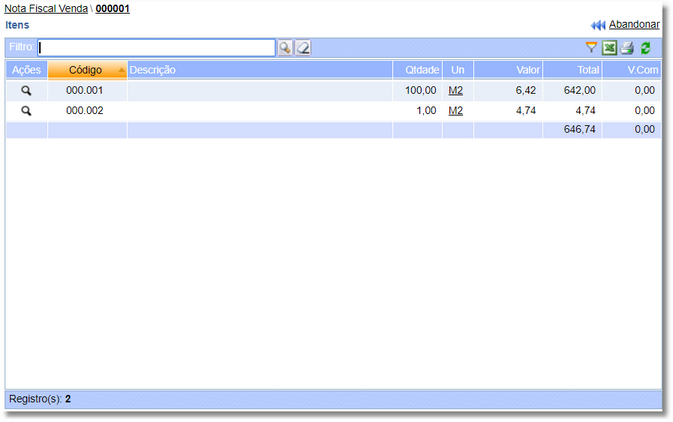 Nota Fiscal Venda \ 000001
Itens Abandonar
Filtro:
Ações Código Descrição Qtdade Un Valor Total V.Com
000.001 100,00 M2 6,42 642,00 0,00
000.002 1,00 M2 4,74 4,74 0,00
646,74 0,00
Registro(s): 2